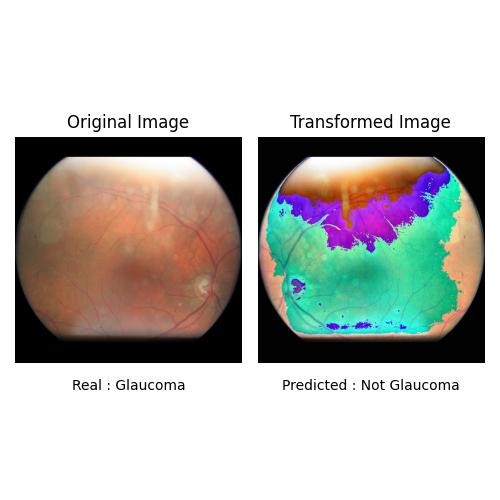 Original Image
Transformed Image
Real : Glaucoma
Predicted : Not Glaucoma